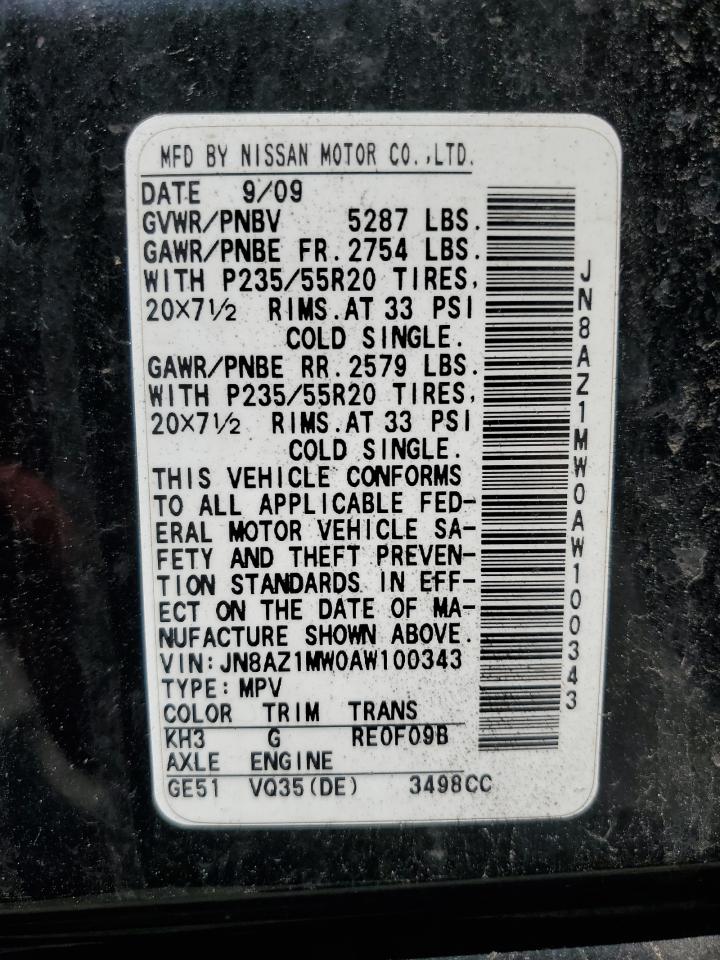 MFD BY NISSAN MOTOR CO.,LTD.
DATE 9/09
GVWR/PNBV 5287 LBS.
GAWR/PNBE FR. 2754 LBS.
WITH P235/55R20 TIRES,
20×7½ RIMS.AT 33 PSI
COLD SINGLE.
GAWR/PNBE RR. 2579 LBS.
WITH P235/55R20 TIRES,
20×7½ RIMS.AT 33 PSI
COLD SINGLE.
THIS VEHICLE CONFORMS
TO ALL APPLICABLE FED-
ERAL MOTOR VEHICLE SA-
FETY AND THEFT PREVEN-
TION STANDARDS IN EFF-
ECT ON THE DATE OF MA-
NUFACTURE SHOWN ABOVE.
VIN:JN8AZ1MW0AW100343
TYPE:MPV
COLOR TRIM TRANS
KH3 G RE0F09B
AXLE ENGINE
GE51 VQ35(DE) 3498CC
JN8AZ1MW0AW100343